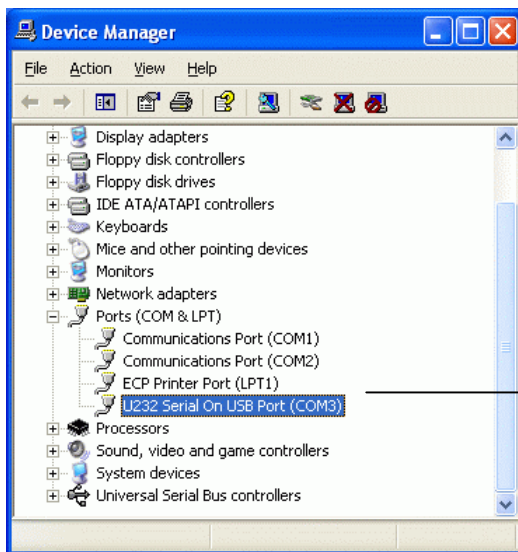 Device Manager
File Action View Help
Display adapters
Floppy disk controllers
Floppy disk drives
IDE ATA/ATAPI controllers
Keyboards
Mice and other pointing devices
Monitors
Network adapters
Ports (COM & LPT)
Communications Port (COM1)
Communications Port (COM2)
ECP Printer Port (LPT1)
U232 Serial On USB Port (COM3)
Processors
Sound, video and game controllers
System devices
Universal Serial Bus controllers